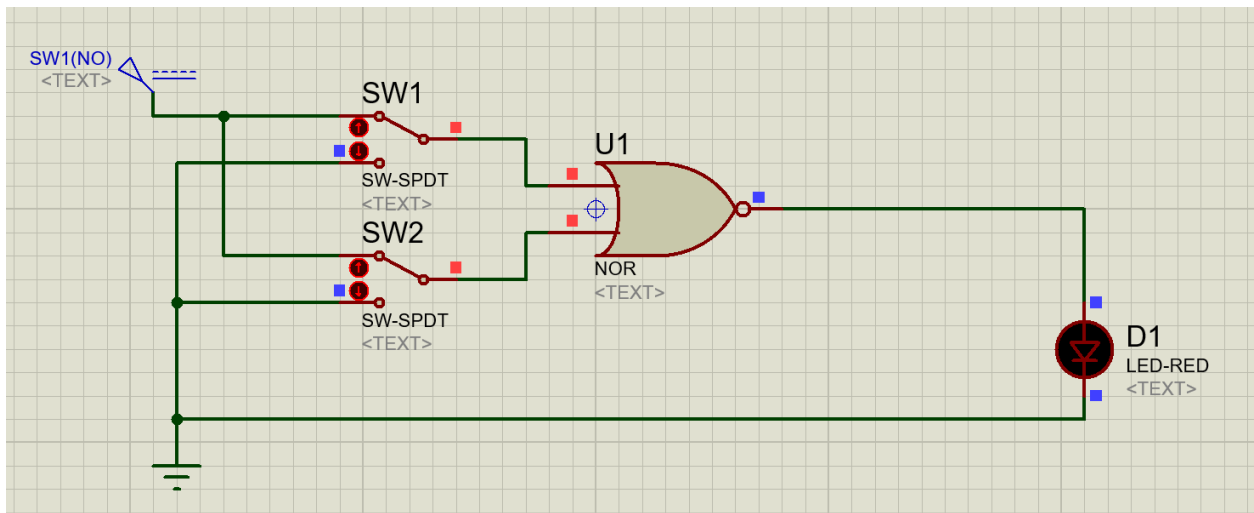 SW1(NO)
<TEXT>
SW1
SW-SPDT
<TEXT>
SW2
SW-SPDT
<TEXT>
U1
NOR
<TEXT>
D1
LED-RED
<TEXT>